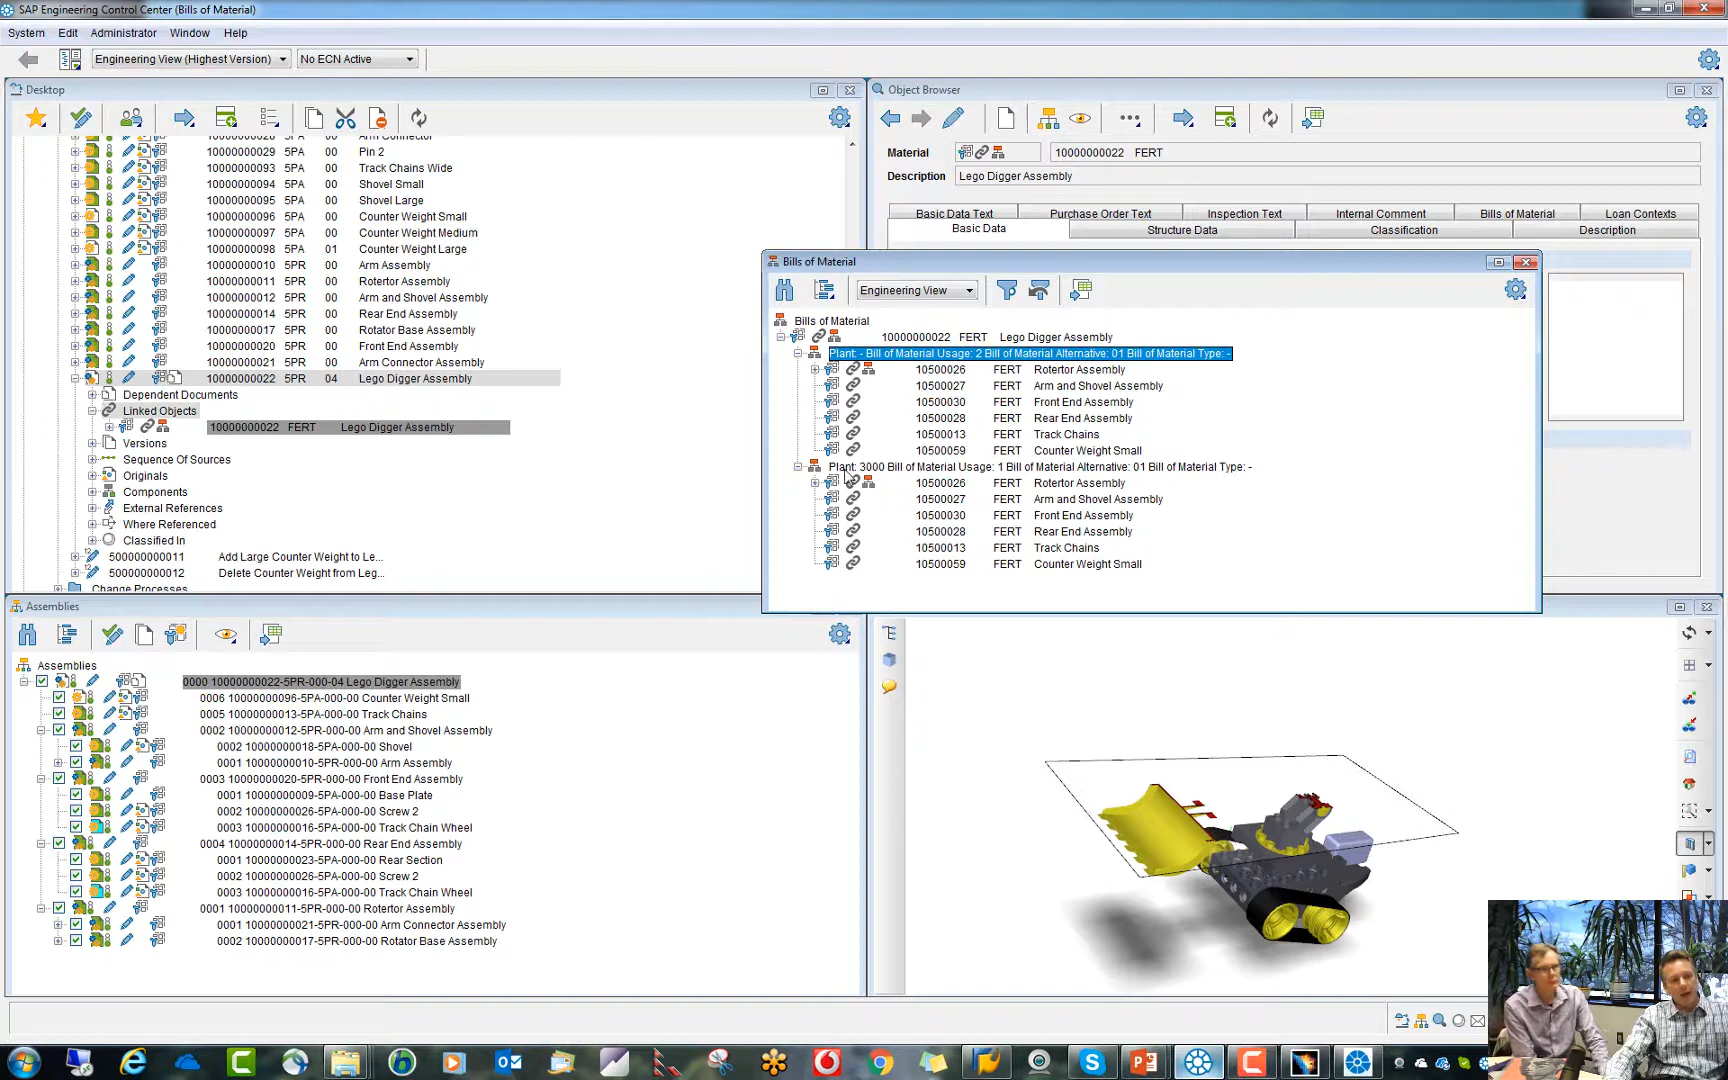 SAP Engineering Control Center (Bills of Material)
System Edit Administrator Window Help
Engineering View (Highest Version) No ECN Active
Desktop
10000000028 5PA 00 Arm Connector
10000000029 5PA 00 Pin 2
10000000093 5PA 00 Track Chains Wide
10000000094 5PA 00 Shovel Small
10000000095 5PA 00 Shovel Large
10000000096 5PA 00 Counter Weight Small
10000000097 5PA 00 Counter Weight Medium
10000000098 5PA 01 Counter Weight Large
10000000010 5PR 00 Arm Assembly
10000000011 5PR 00 Rotertor Assembly
10000000012 5PR 00 Arm and Shovel Assembly
10000000014 5PR 00 Rear End Assembly
10000000017 5PR 00 Rotator Base Assembly
10000000020 5PR 00 Front End Assembly
10000000021 5PR 00 Arm Connector Assembly
10000000022 5PR 04 Lego Digger Assembly
Dependent Documents
Linked Objects
10000000022 FERT Lego Digger Assembly
Versions
Sequence Of Sources
Originals
Components
External References
Where Referenced
Classified In
500000000011 Add Large Counter Weight to Le...
500000000012 Delete Counter Weight from Leg...
Change Processes
Object Browser
Material 10000000022 FERT
Description Lego Digger Assembly
Basic Data Text Purchase Order Text Inspection Text Internal Comment Bills of Material Loan Contexts
Basic Data Structure Data Classification Description
Bills of Material
Engineering View
Bills of Material
10000000022 FERT Lego Digger Assembly
Plant: - Bill of Material Usage: 2 Bill of Material Alternative: 01 Bill of Material Type: -
10500026 FERT Rotertor Assembly
10500027 FERT Arm and Shovel Assembly
10500030 FERT Front End Assembly
10500028 FERT Rear End Assembly
10500013 FERT Track Chains
10500059 FERT Counter Weight Small
Plant: 3000 Bill of Material Usage: 1 Bill of Material Alternative: 01 Bill of Material Type: -
10500026 FERT Rotertor Assembly
10500027 FERT Arm and Shovel Assembly
10500030 FERT Front End Assembly
10500028 FERT Rear End Assembly
10500013 FERT Track Chains
10500059 FERT Counter Weight Small
Assemblies
Assemblies
0000 10000000022-5PR-000-04 Lego Digger Assembly
0006 10000000096-5PA-000-00 Counter Weight Small
0005 10000000013-5PA-000-00 Track Chains
0002 10000000012-5PR-000-00 Arm and Shovel Assembly
0002 10000000018-5PA-000-00 Shovel
0001 10000000010-5PR-000-00 Arm Assembly
0003 10000000020-5PR-000-00 Front End Assembly
0001 10000000009-5PA-000-00 Base Plate
0002 10000000026-5PA-000-00 Screw 2
0003 10000000016-5PA-000-00 Track Chain Wheel
0004 10000000014-5PR-000-00 Rear End Assembly
0001 10000000023-5PA-000-00 Rear Section
0002 10000000026-5PA-000-00 Screw 2
0003 10000000016-5PA-000-00 Track Chain Wheel
0001 10000000011-5PR-000-00 Rotertor Assembly
0001 10000000021-5PR-000-00 Arm Connector Assembly
0002 10000000017-5PR-000-00 Rotator Base Assembly